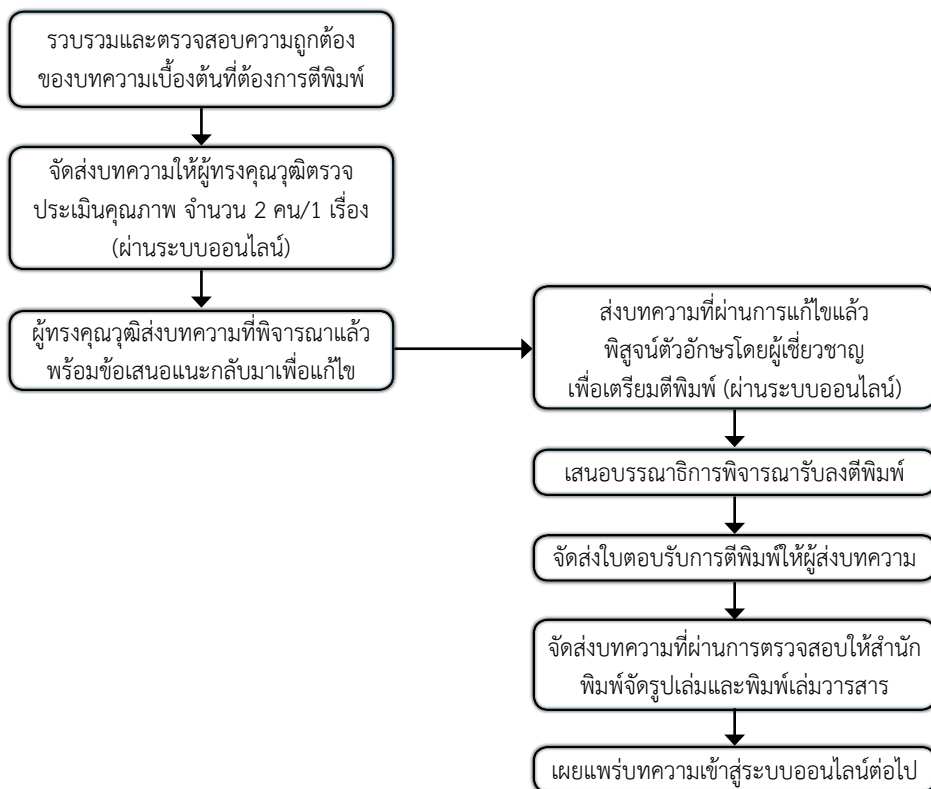 รวบรวมและตรวจสอบความถูกต้อง
ของบทความเบื้องต้นที่ต้องการตีพิมพ์
จัดส่งบทความให้ผู้ทรงคุณวุฒิตรวจ
ประเมินคุณภาพ จำนวน 2 คน/1 เรื่อง
(ผ่านระบบออนไลน์)
ผู้ทรงคุณวุฒิส่งบทความที่พิจารณาแล้ว
พร้อมข้อเสนอแนะกลับมาเพื่อแก้ไข
ส่งบทความที่ผ่านการแก้ไขแล้ว
พิสูจน์ตัวอักษรโดยผู้เชี่ยวชาญ
เพื่อเตรียมตีพิมพ์ (ผ่านระบบออนไลน์)
เสนอบรรณาธิการพิจารณารับลงตีพิมพ์
จัดส่งใบตอบรับการตีพิมพ์ให้ผู้ส่งบทความ
จัดส่งบทความที่ผ่านการตรวจสอบให้สำนัก
พิมพ์จัดรูปเล่มและพิมพ์เล่มวารสาร
เผยแพร่บทความเข้าสู่ระบบออนไลน์ต่อไป